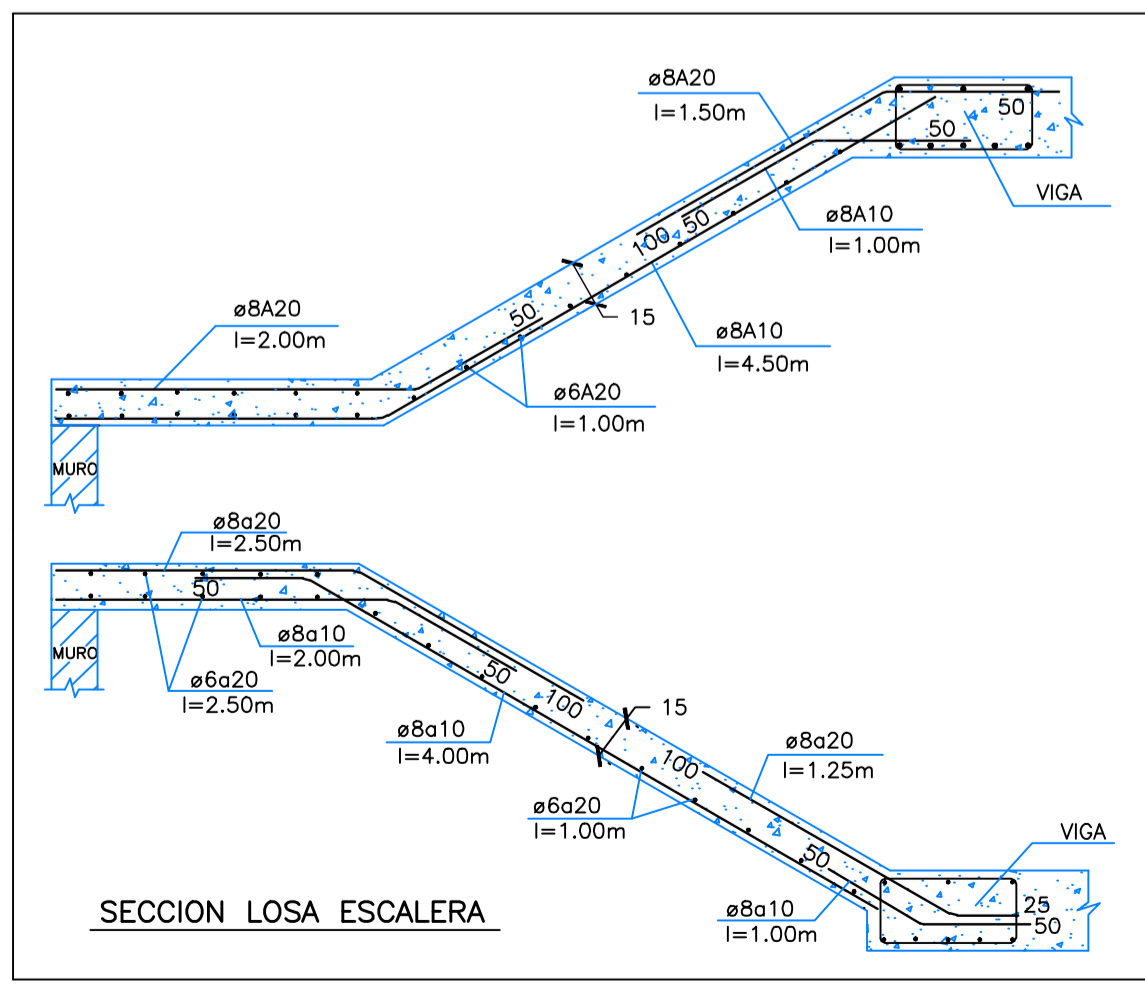 ø8A20
l=1.50m
50
50
VIGA
ø8A10
l=1.00m
50
100
15
ø8A20
l=2.00m
50
ø8A10
l=4.50m
ø6A20
l=1.00m
MURO
ø8a20
l=2.50m
50
ø8a10
l=2.00m
MURO
ø6a20
l=2.50m
50
100
15
ø8a10
l=4.00m
100
ø8a20
l=1.25m
ø6a20
l=1.00m
VIGA
50
25
50
ø8a10
l=1.00m
SECCION LOSA ESCALERA